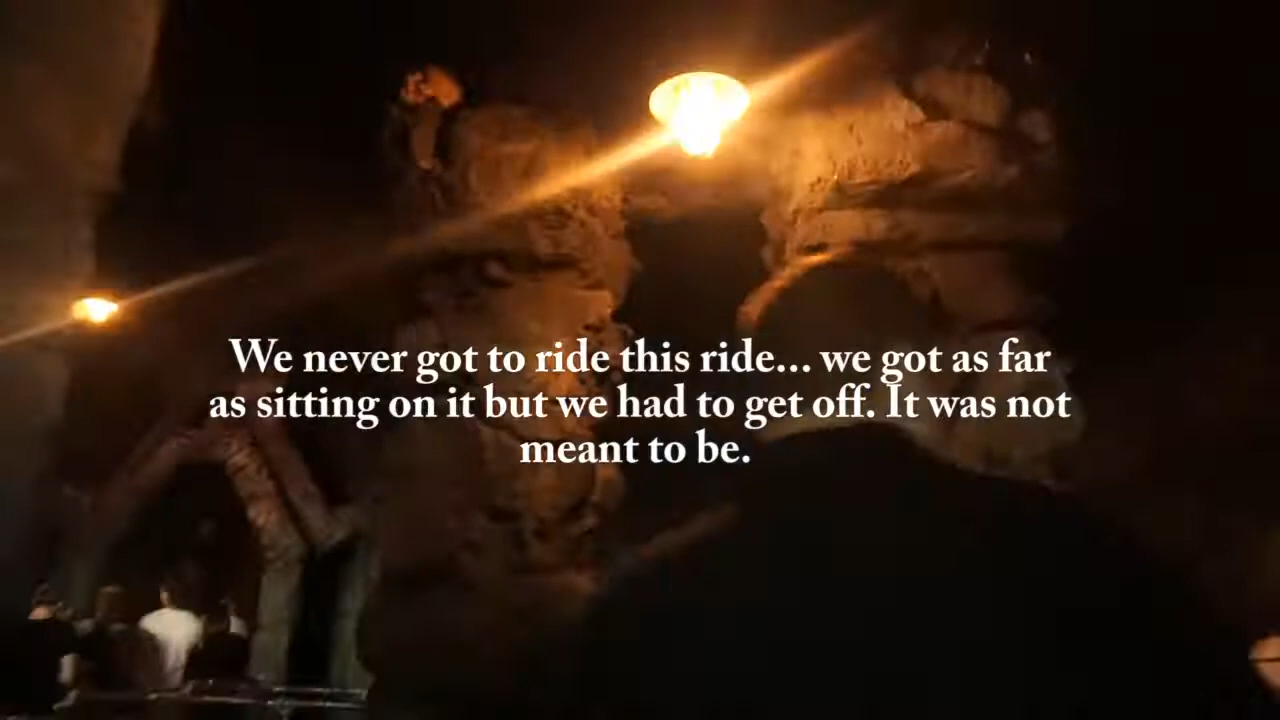 We never got to ride this ride... we got as far
as sitting on it but we had to get off. It was not
meant to be.